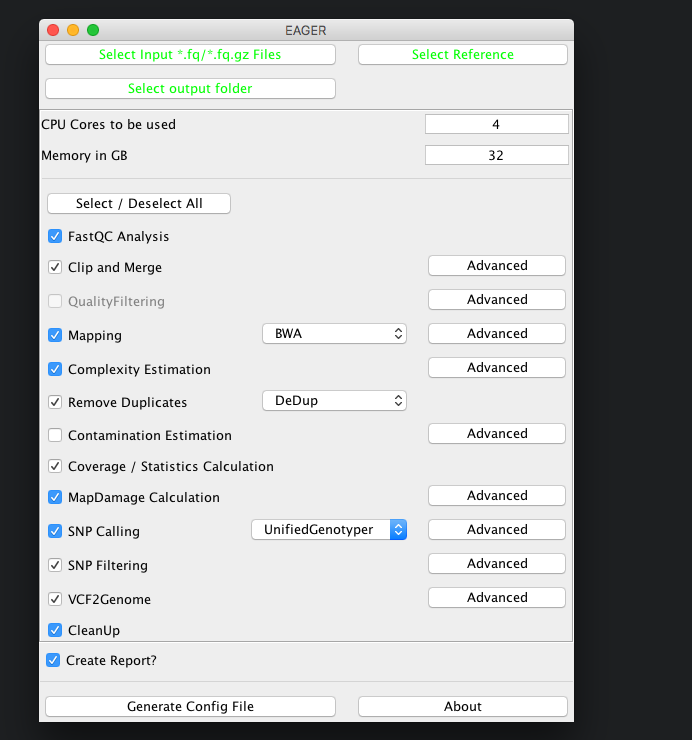 EAGER
Select Input *.fq/*.fq.gz Files Select Reference
Select output folder
CPU Cores to be used 4
Memory in GB 32
Select / Deselect All
FastQC Analysis
Clip and Merge Advanced
QualityFiltering Advanced
Mapping BWA Advanced
Complexity Estimation Advanced
Remove Duplicates DeDup
Contamination Estimation Advanced
Coverage / Statistics Calculation
MapDamage Calculation Advanced
SNP Calling UnifiedGenotyper Advanced
SNP Filtering Advanced
VCF2Genome Advanced
CleanUp
Create Report?
Generate Config File About